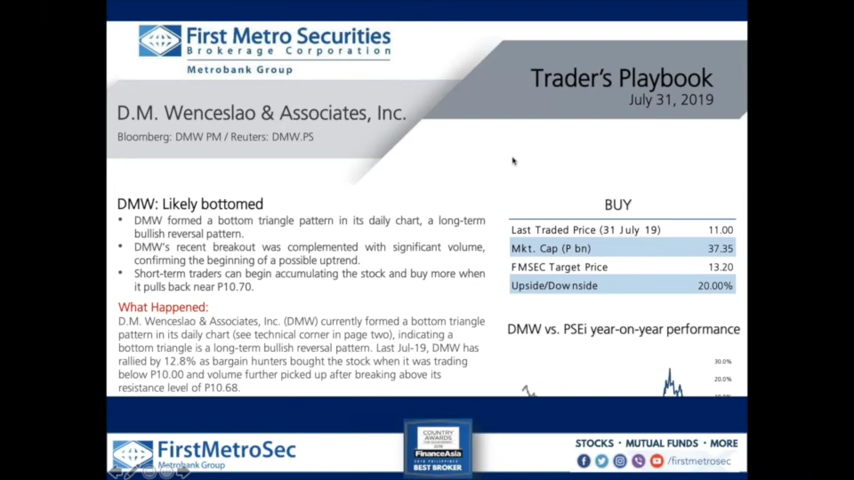 First Metro Securities
Brokerage Corporation
Metrobank Group
Trader's Playbook
July 31, 2019
D.M. Wenceslao & Associates, Inc.
Bloomberg: DMW PM / Reuters: DMW.PS
DMW: Likely bottomed
• DMW formed a bottom triangle pattern in its daily chart, a long-term
bullish reversal pattern.
• DMW's recent breakout was complemented with significant volume,
confirming the beginning of a possible uptrend.
• Short-term traders can begin accumulating the stock and buy more when
it pulls back near P10.70.
What Happened:
D.M. Wenceslao & Associates, Inc. (DMW) currently formed a bottom triangle
pattern in its daily chart (see technical corner in page two), indicating a
bottom triangle is a long-term bullish reversal pattern. Last Jul-19, DMW has
rallied by 12.8% as bargain hunters bought the stock when it was trading
below P10.00 and volume further picked up after breaking above its
resistance level of P10.68.
BUY
Last Traded Price (31 July 19) 11.00
Mkt. Cap (P bn) 37.35
FMSEC Target Price 13.20
Upside/Downside 20.00%
DMW vs. PSEi year-on-year performance
30.0%
20.0%
FirstMetroSec
Metrobank Group
COUNTRY
AWARDS
FinanceAsia
BEST BROKER
STOCKS • MUTUAL FUNDS • MORE
/firstmetrosec